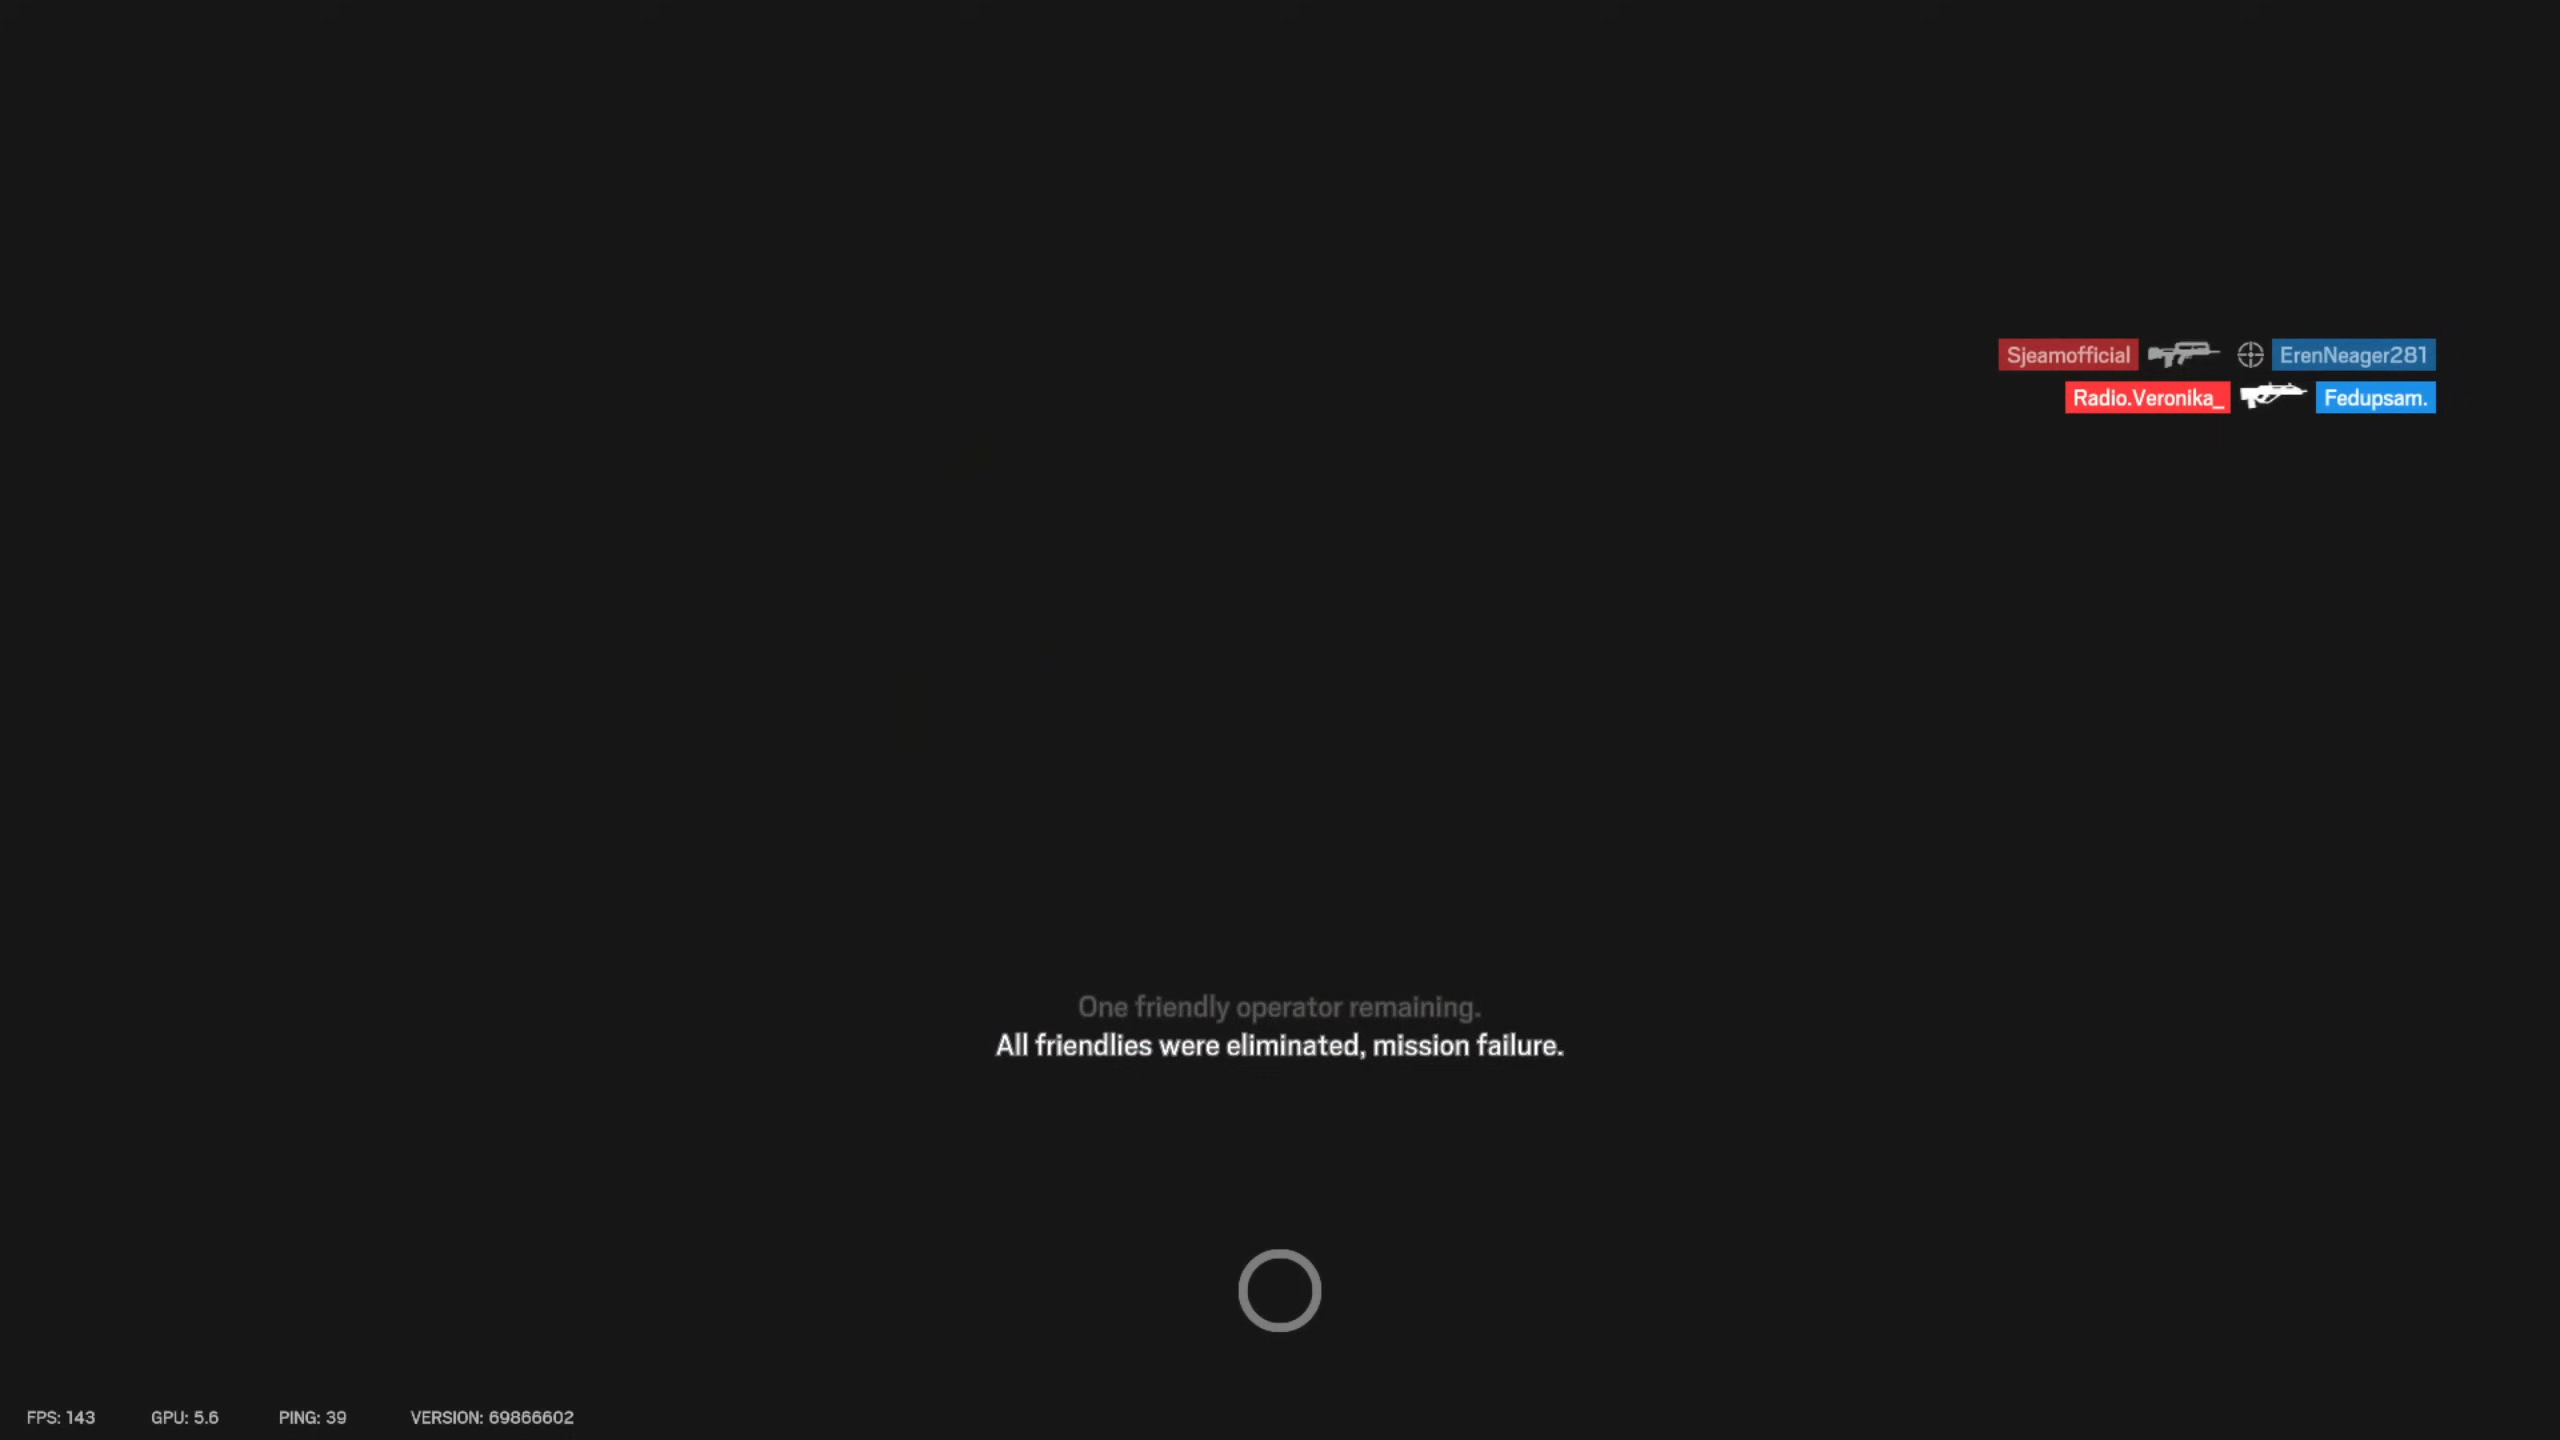 Sjeamofficial ErenNeager281
Radio.Veronika_ Fedupsam.
One friendly operator remaining.
All friendlies were eliminated, mission failure.
FPS: 143 GPU: 5.6 PING: 39 VERSION: 69866602